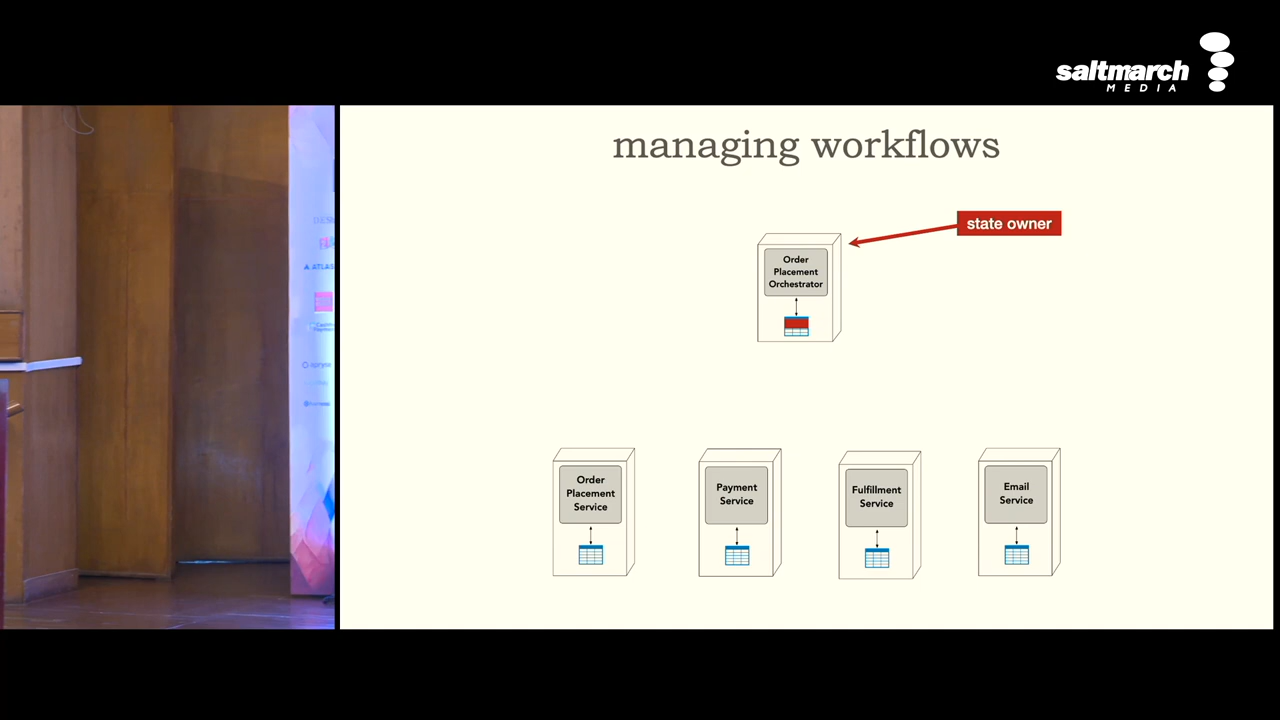 saltmarch
MEDIA
managing workflows
state owner
Order
Placement
Orchestrator
Order
Placement
Service
Payment
Service
Fulfillment
Service
Email
Service
ATLAS